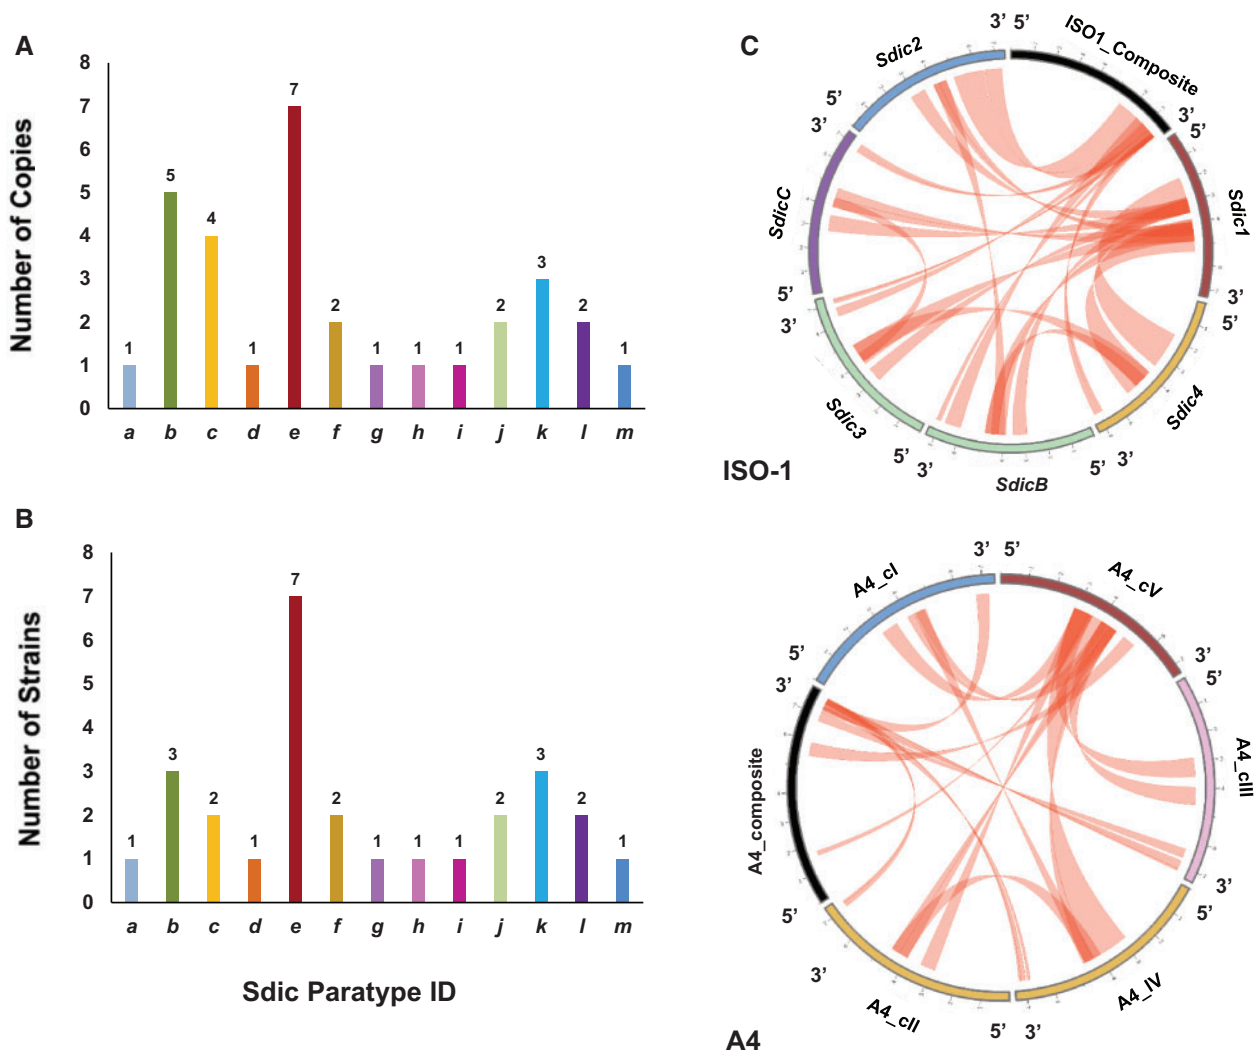 A
Number of Copies
8
7
6
5
4
3
2
1
0
1
5
4
1
7
2
1
1
1
2
3
2
1
a b c d e f g h i j k l m
B
Number of Strains
8
7
6
5
4
3
2
1
0
1
3
2
1
7
2
1
1
1
2
3
2
1
a b c d e f g h i j k l m
Sdic Paratype ID
C
3’ 5’
ISO1_Composite
3’
5’
Sdic1
3’
5’
Sdic4
3’
5’
SdicB
3’
5’
Sdic3
3’
5’
SdicC
3’
5’
Sdic2
ISO-1
3’ 5’
A4_cV
3’
5’
A4_cIII
3’
5’
A4_IV
3’
5’
A4_cII
3’
5’
A4_composite
3’
5’
A4_cI
A4